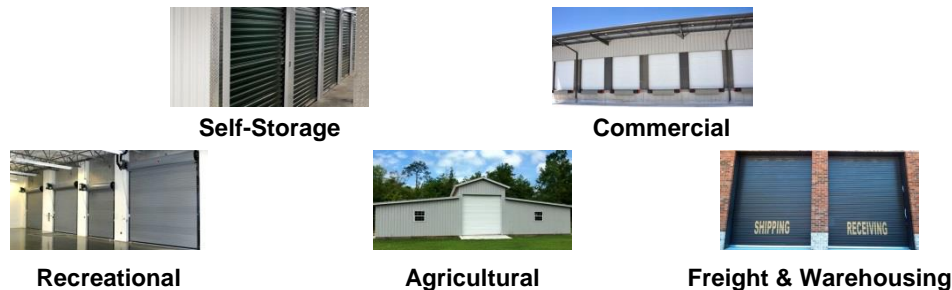 Self-Storage
Commercial
SHIPPING
RECEIVING
Recreational
Agricultural
Freight & Warehousing